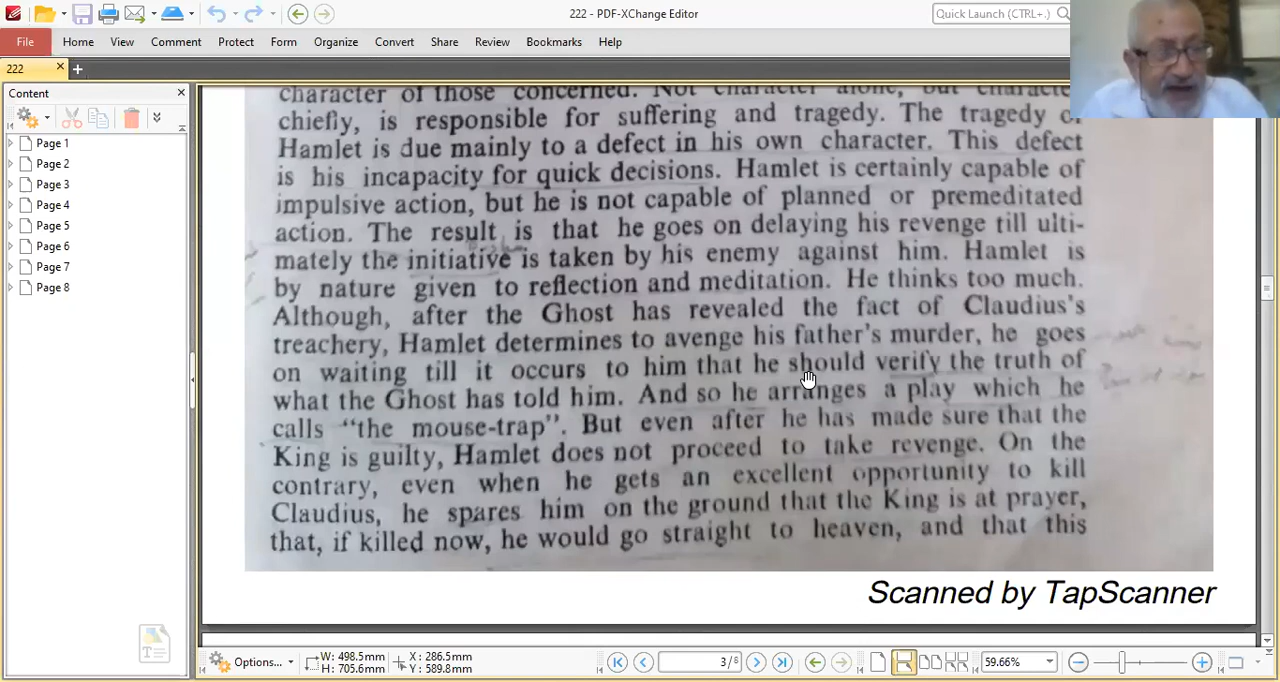 222 - PDF-XChange Editor
Quick Launch (CTRL+.)
File Home View Comment Protect Form Organize Convert Share Review Bookmarks Help
222
Content
Page 1
Page 2
Page 3
Page 4
Page 5
Page 6
Page 7
Page 8
character of those concerned. Not character alone, but
chiefly, is responsible for suffering and tragedy. The tragedy
Hamlet is due mainly to a defect in his own character. This defect
is his incapacity for quick decisions. Hamlet is certainly capable of
impulsive action, but he is not capable of planned or premeditated
action. The result is that he goes on delaying his revenge till ulti-
mately the initiative is taken by his enemy against him. Hamlet is
by nature given to reflection and meditation. He thinks too much.
Although, after the Ghost has revealed the fact of Claudius's
treachery, Hamlet determines to avenge his father's murder, he goes
on waiting till it occurs to him that he should verify the truth of
what the Ghost has told him. And so he arranges a play which he
calls "the mouse-trap". But even after he has made sure that the
King is guilty, Hamlet does not proceed to take revenge. On the
contrary, even when he gets an excellent opportunity to kill
Claudius, he spares him on the ground that the King is at prayer,
that, if killed now, he would go straight to heaven, and that this
Scanned by TapScanner
Options...
W: 498.5mm
H: 705.6mm
X: 286.5mm
Y: 589.8mm
59.66%